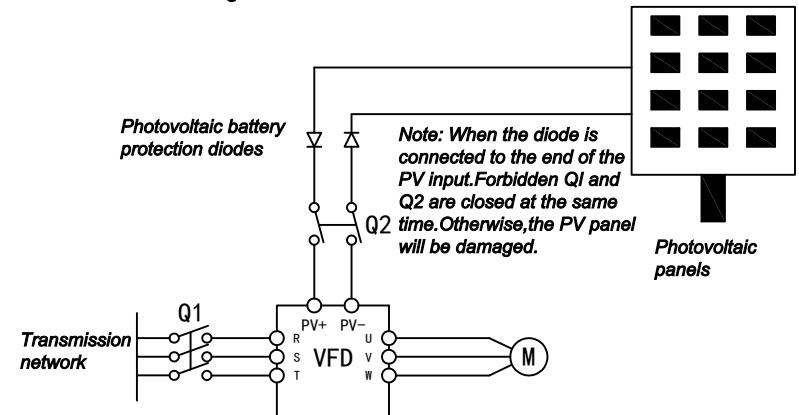 Photovoltaic battery
protection diodes
Note: When the diode is
connected to the end of the
PV input.Forbidden QI and
Q2 are closed at the same
time.Otherwise,the PV panel
will be damaged.
Q2
Photovoltaic
panels
Q1
Transmission
network
PV+ PV-
R
S
T
VFD
U
V
W
M